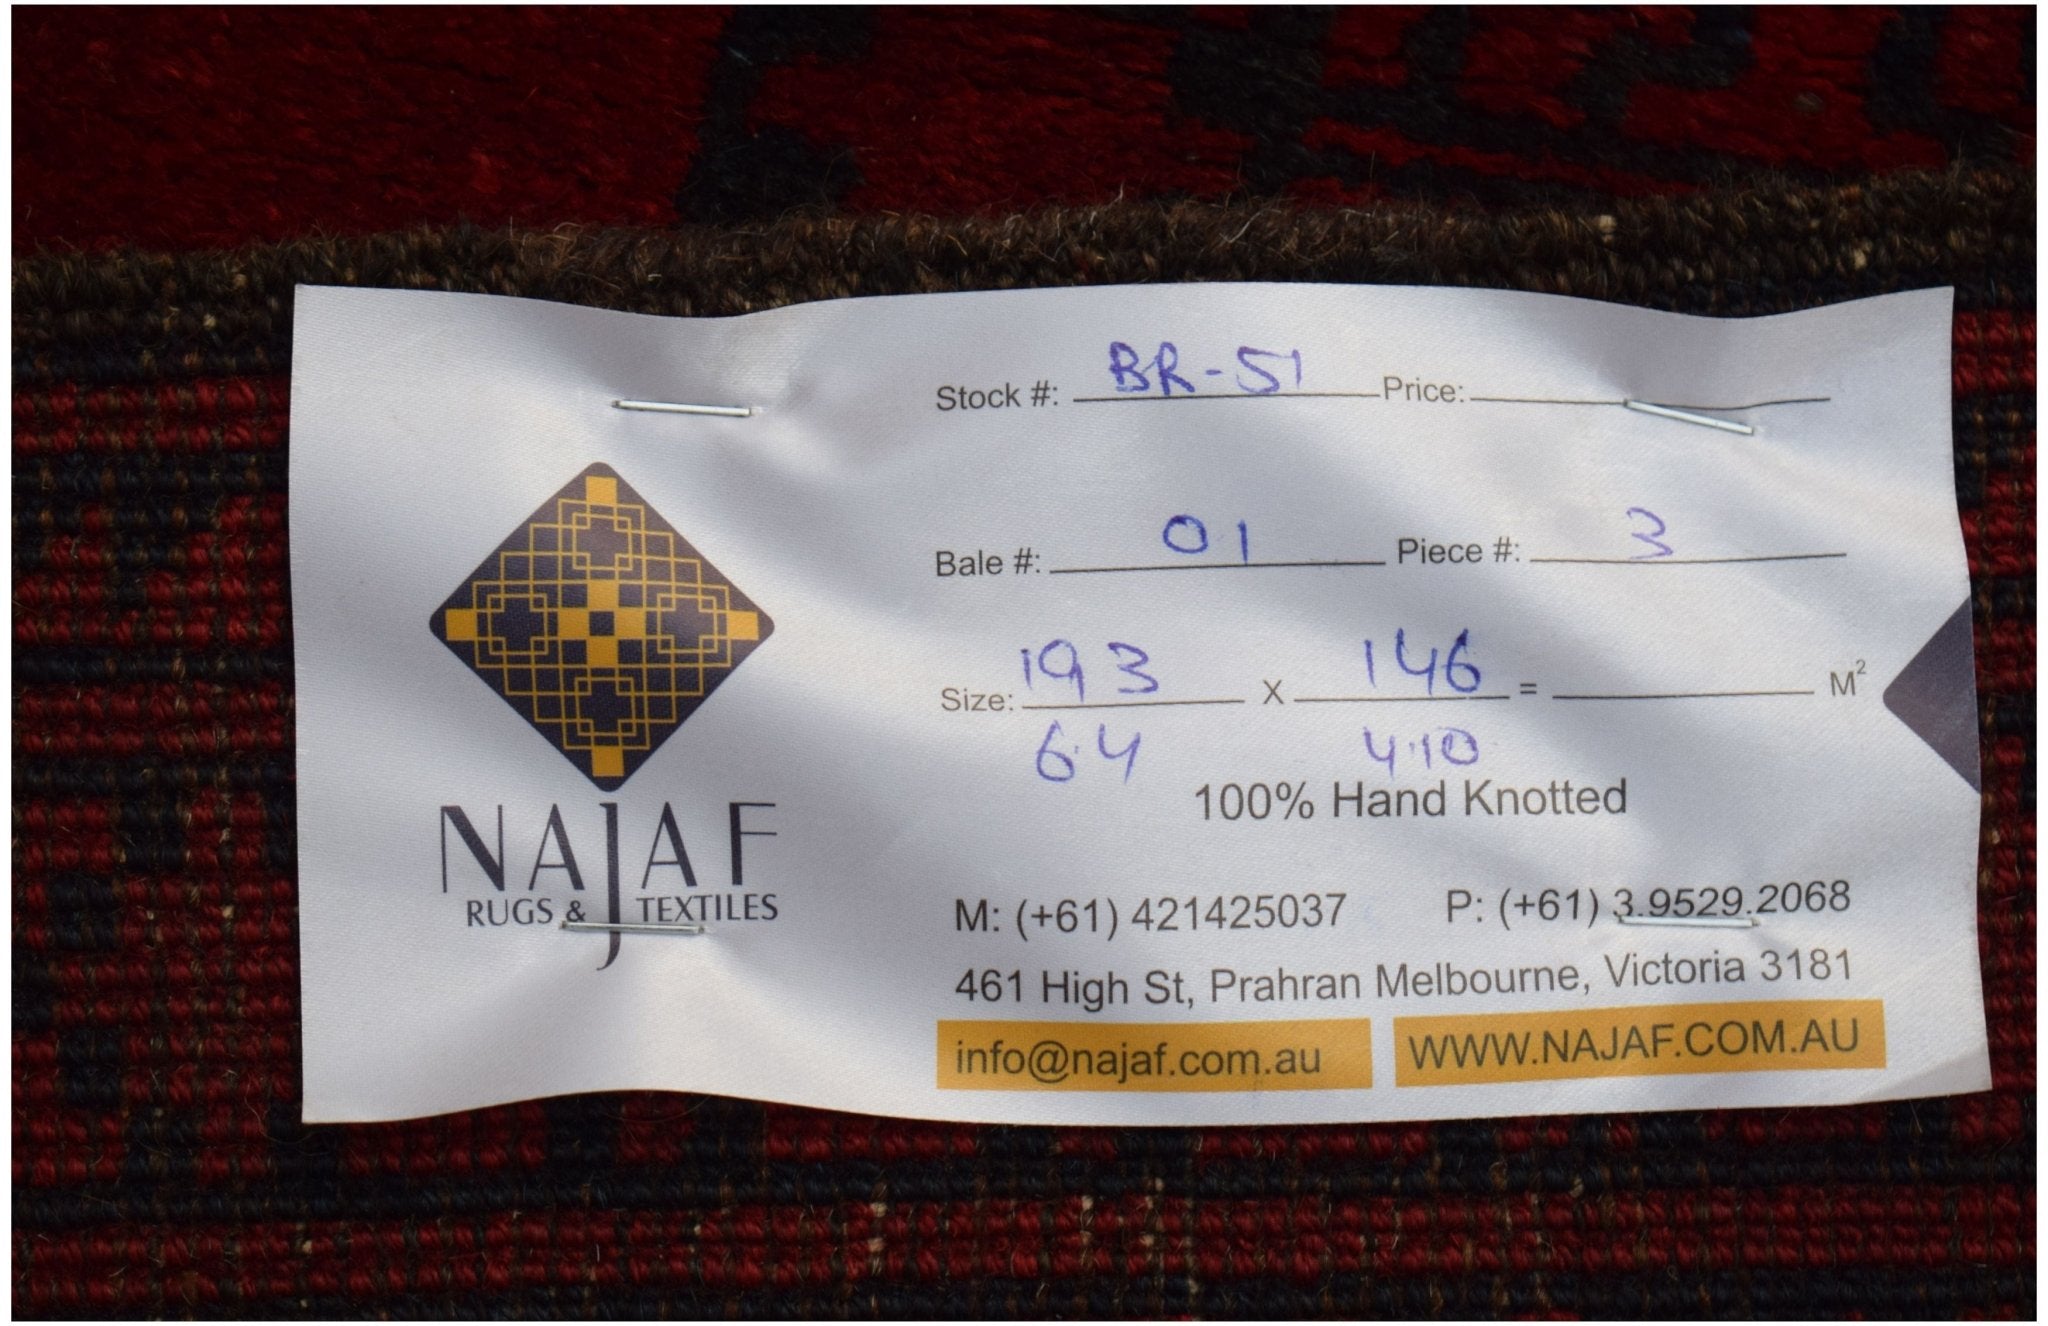 NAJAF
RUGS & TEXTILES
Stock #: BR-51 Price:
Bale #: 01 Piece #: 3
Size: 193 X 146 = M²
6.4 4.10
100% Hand Knotted
M: (+61) 421425037 P: (+61) 3.9529.2068
461 High St, Prahran Melbourne, Victoria 3181
info@najaf.com.au WWW.NAJAF.COM.AU